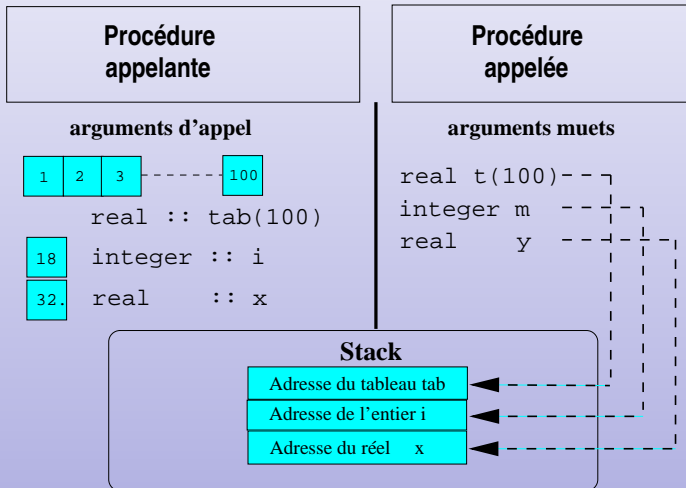 Procédure
appelante
Procédure
appelée
arguments d'appel
arguments muets
1 2 3 100
real :: tab(100)
18 integer :: i
32. real :: x
real t(100)
integer m
real y
Stack
Adresse du tableau tab
Adresse de l'entier i
Adresse du réel x